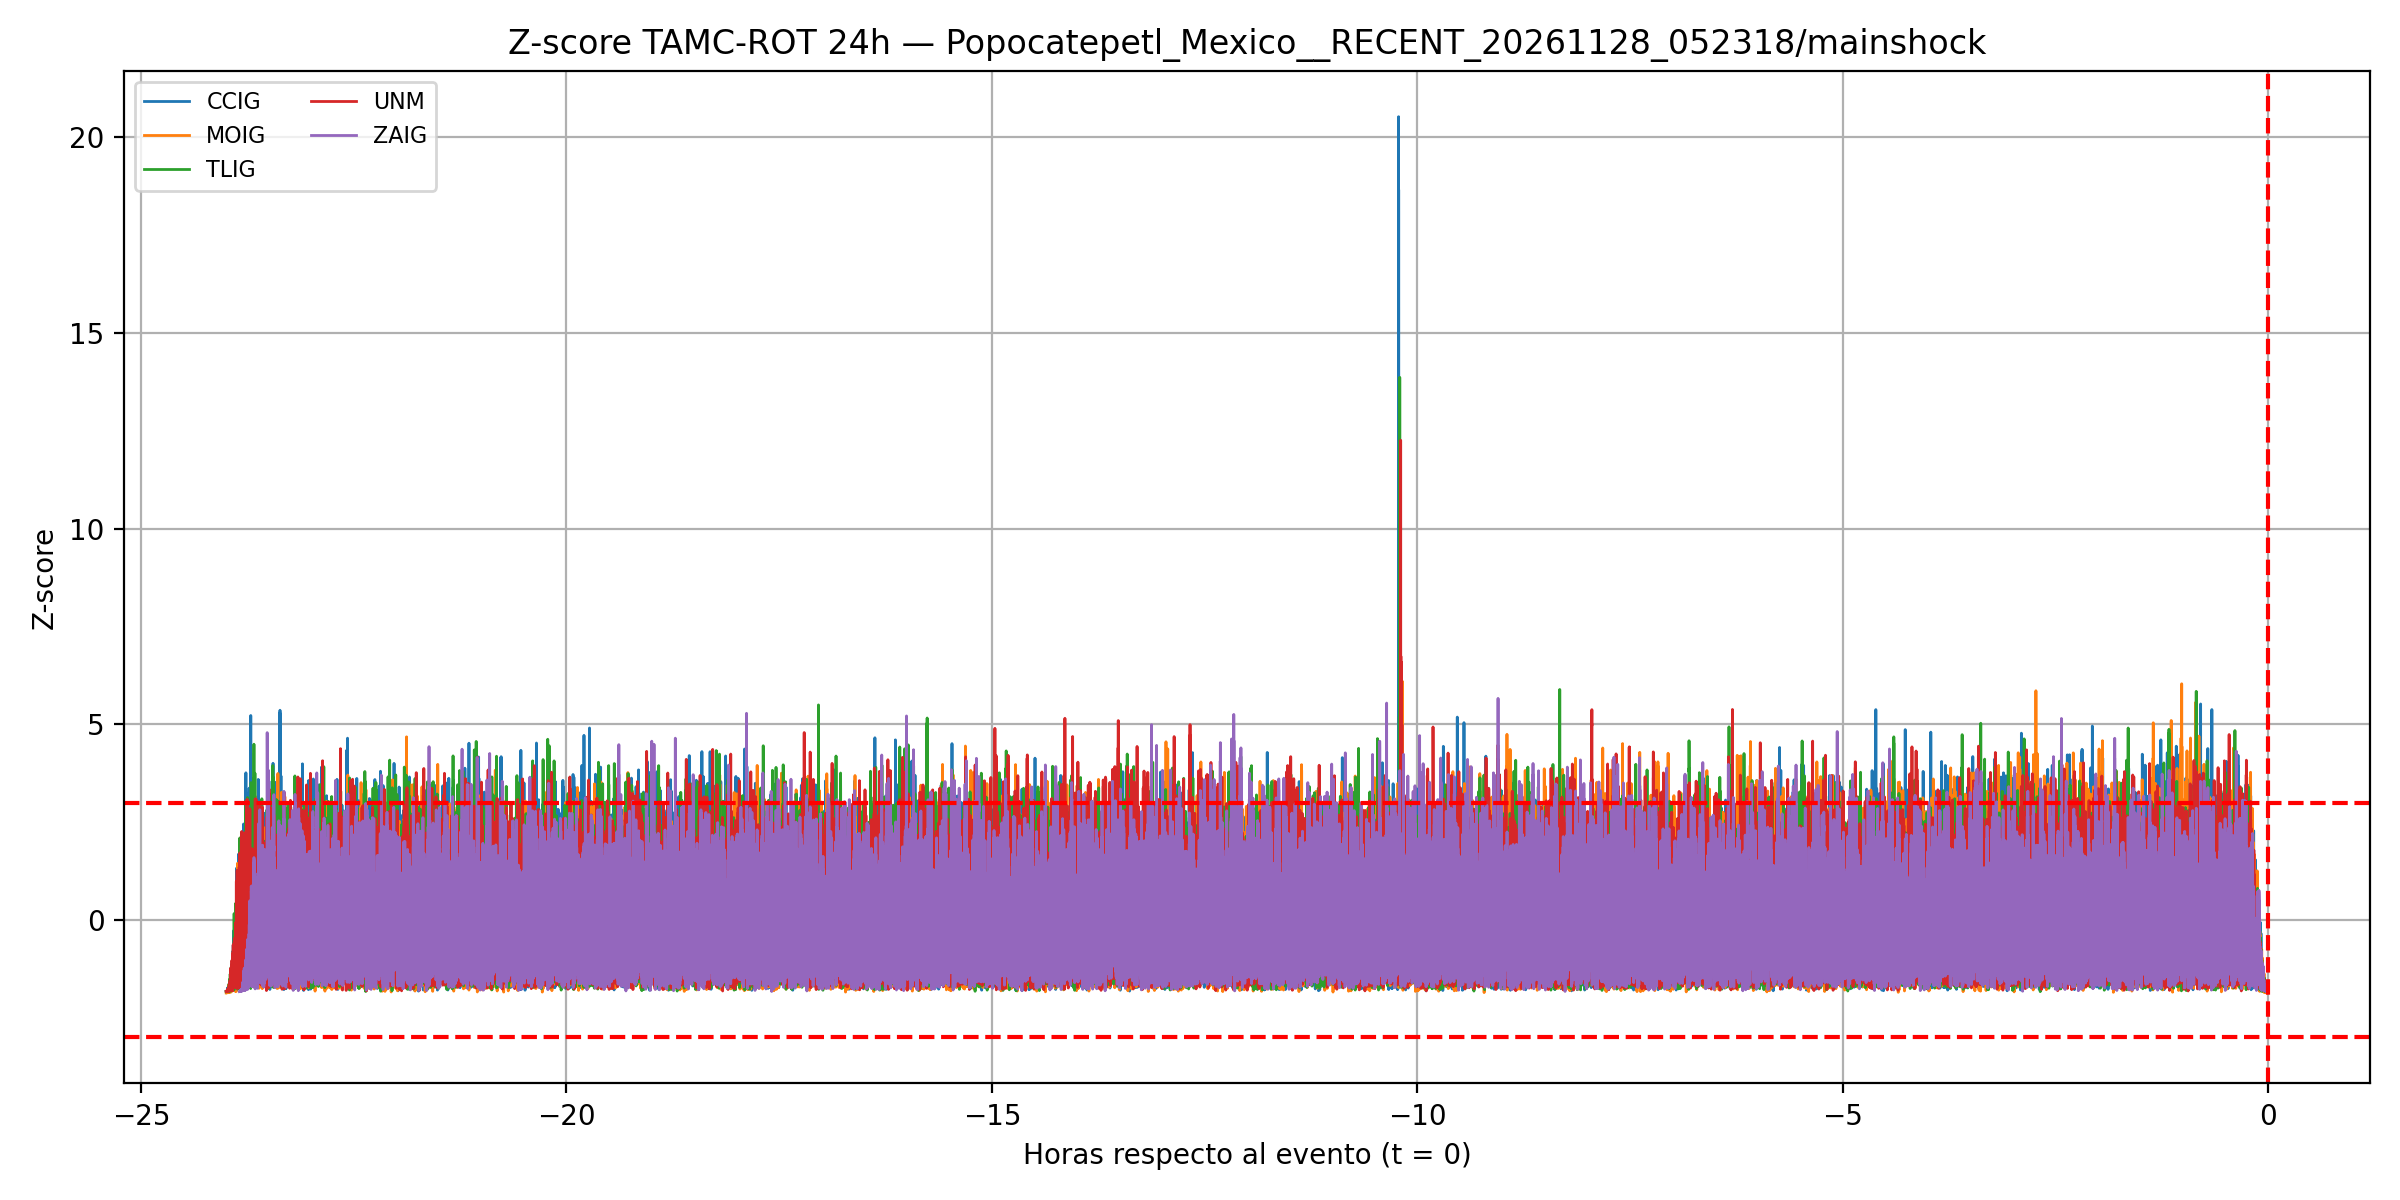 Z-score TAMC-ROT 24h — Popocatepetl_Mexico__RECENT_20261128_052318/mainshock
CCIG
MOIG
TLIG
UNM
ZAIG
20
15
10
5
0
Z-score
−25
−20
−15
−10
−5
0
Horas respecto al evento (t = 0)